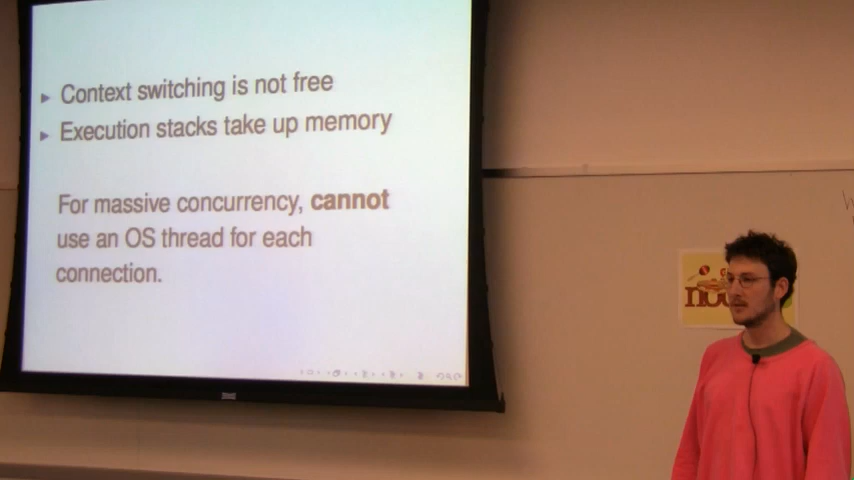 Context switching is not free
Execution stacks take up memory
For massive concurrency, cannot
use an OS thread for each
connection.